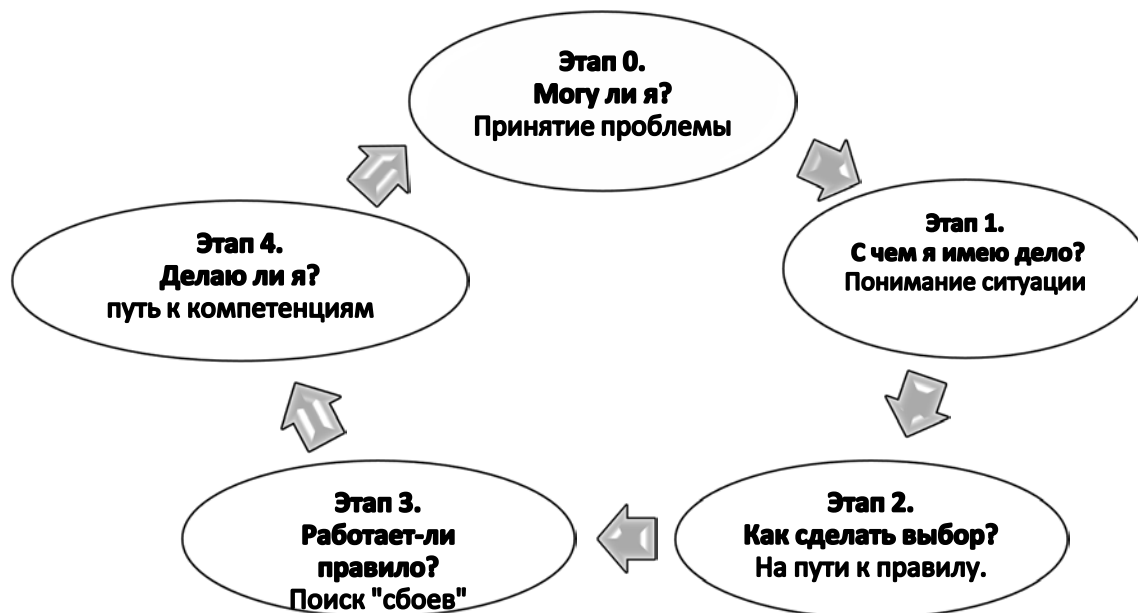 Этап 0.
Могу ли я?
Принятие проблемы
Этап 1.
С чем я имею дело?
Понимание ситуации
Этап 2.
Как сделать выбор?
На пути к правилу.
Этап 3.
Работает-ли
правило?
Поиск "сбоев"
Этап 4.
Делаю ли я?
путь к компетенциям